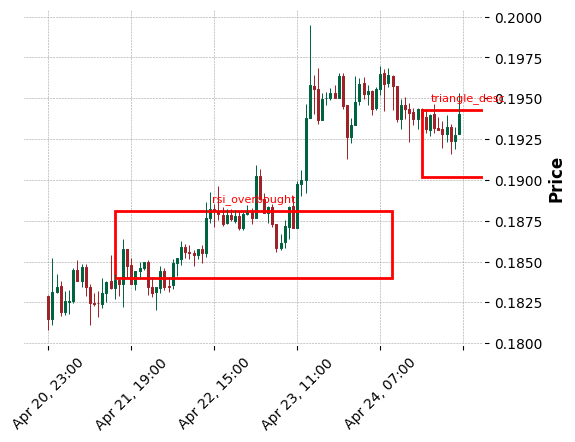 0.2000
0.1975
0.1950
triangle_desc
0.1925
0.1900
rsi_overbought
0.1875
0.1850
0.1825
0.1800
Price
Apr 20, 23:00
Apr 21, 19:00
Apr 22, 15:00
Apr 23, 11:00
Apr 24, 07:00